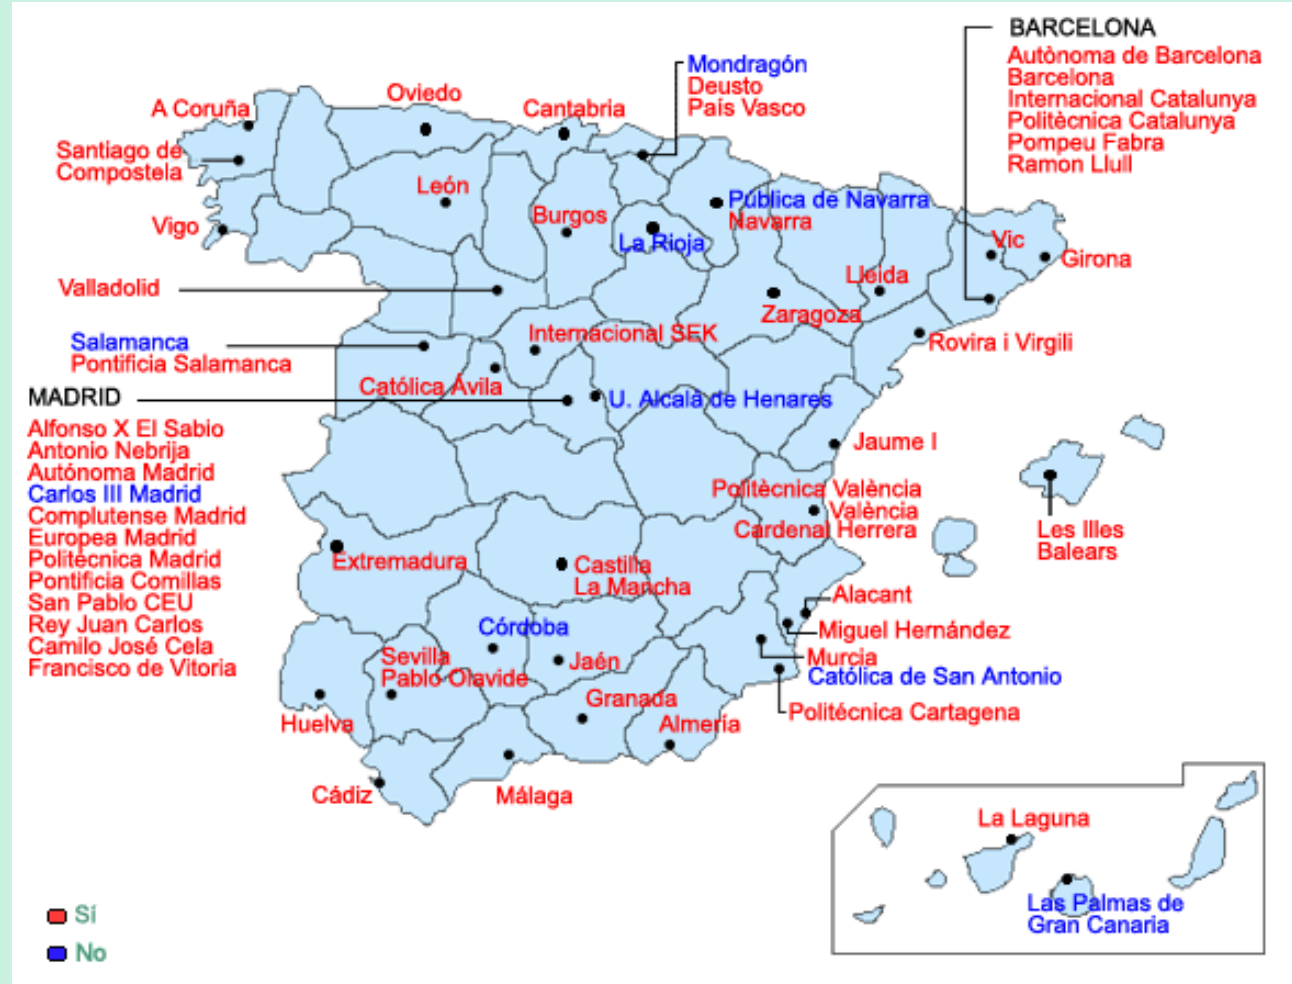 BARCELONA
Autònoma de Barcelona
Barcelona
Internacional Catalunya
Politècnica Catalunya
Pompeu Fabra
Ramon Llull
Mondragón
Deusto
País Vasco
Oviedo
Cantabria
A Coruña
Santiago de
Compostela
León
Burgos
Pública de Navarra
Navarra
La Rioja
Vigo
Vic
Girona
Lleida
Valladolid
Zaragoza
Internacional SEK
Rovira i Virgili
Salamanca
Pontificia Salamanca
Católica Ávila
MADRID
U. Alcalà de Henares
Alfonso X El Sabio
Antonio Nebrija
Autónoma Madrid
Carlos III Madrid
Complutense Madrid
Europea Madrid
Politécnica Madrid
Pontificia Comillas
San Pablo CEU
Rey Juan Carlos
Camilo José Cela
Francisco de Vitoria
Jaume I
Politècnica València
València
Cardenal Herrera
Les Illes
Balears
Extremadura
Castilla
La Mancha
Alacant
Miguel Hernández
Murcia
Católica de San Antonio
Politécnica Cartagena
Córdoba
Sevilla
Pablo Olavide
Jaén
Granada
Almería
Huelva
Cádiz
Málaga
La Laguna
Las Palmas de
Gran Canaria
Sí
No